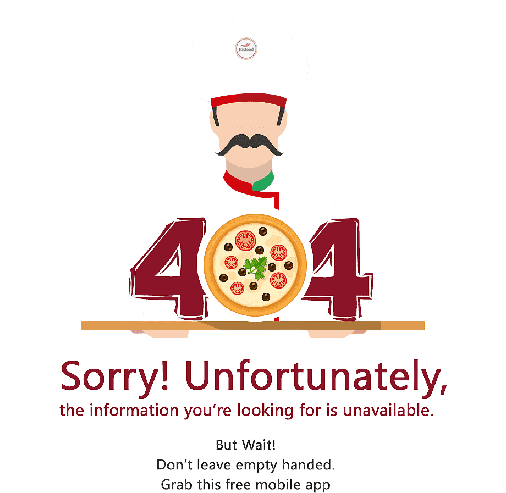 404
Sorry! Unfortunately,
the information you’re looking for is unavailable.
But Wait!
Don't leave empty handed.
Grab this free mobile app